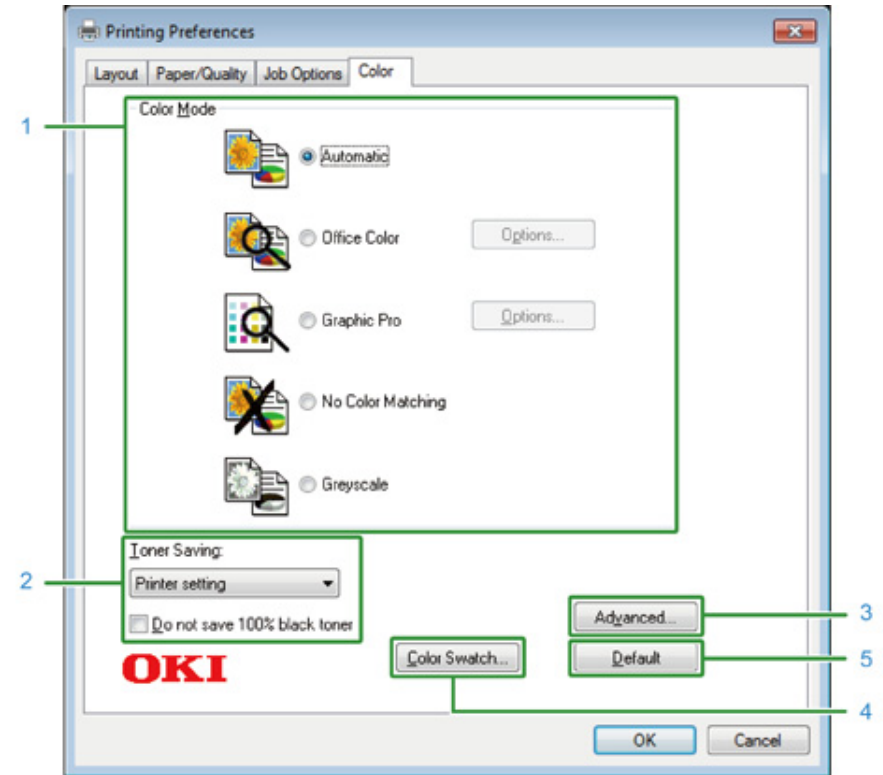 Printing Preferences
Layout Paper/Quality Job Options Color
1
Color Mode
Automatic
Office Color Options...
Graphic Pro Options...
No Color Matching
Greyscale
2
Toner Saving:
Printer setting
Do not save 100% black toner
Advanced... 3
OKI
Color Swatch... Default 5
4
OK Cancel